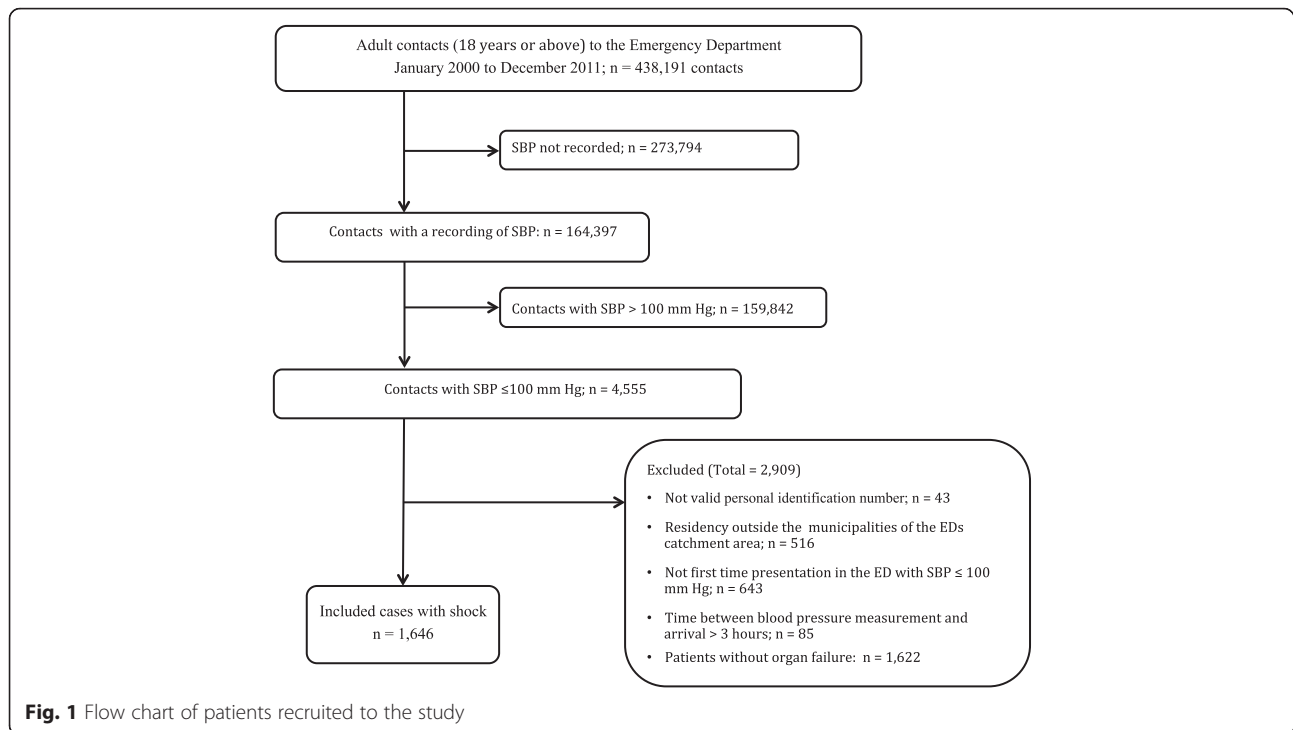 Adult contacts (18 years or above) to the Emergency Department
January 2000 to December 2011; n = 438,191 contacts
SBP not recorded; n = 273,794
Contacts with a recording of SBP: n = 164,397
Contacts with SBP > 100 mm Hg; n = 159,842
Contacts with SBP ≤100 mm Hg; n = 4,555
Excluded (Total = 2,909)
• Not valid personal identification number; n = 43
• Residency outside the municipalities of the EDs
catchment area; n = 516
• Not first time presentation in the ED with SBP ≤ 100
mm Hg; n = 643
• Time between blood pressure measurement and
arrival > 3 hours; n = 85
• Patients without organ failure: n = 1,622
Included cases with shock
n = 1,646
Fig. 1 Flow chart of patients recruited to the study